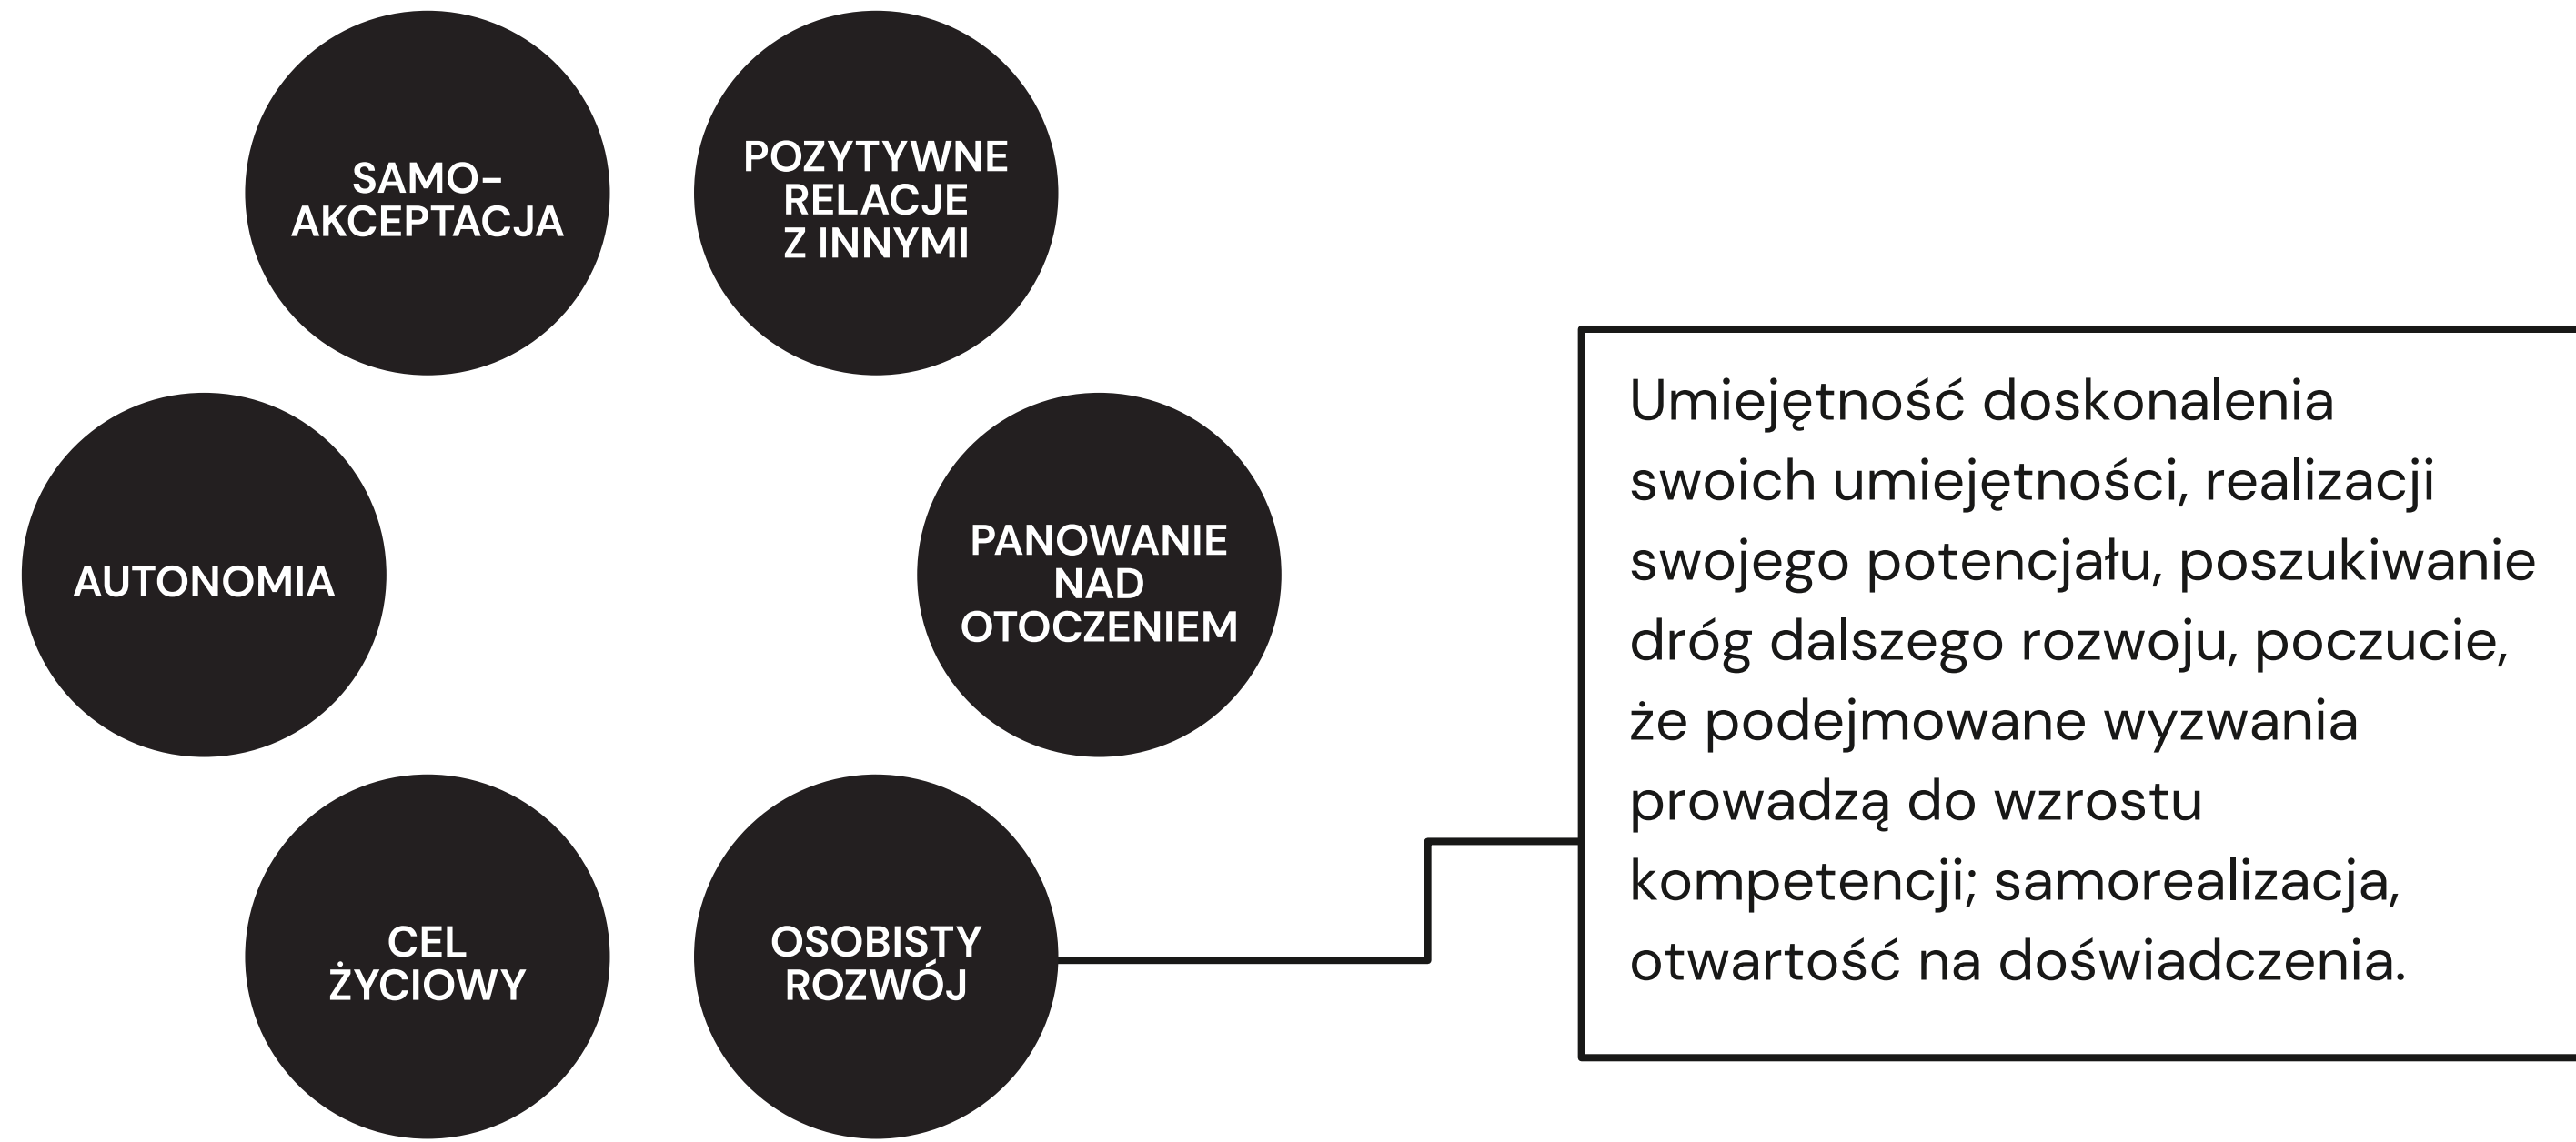 SAMO-
AKCEPTACJA
POZYTYWNE
RELACJE
Z INNYMI
AUTONOMIA
PANOWANIE
NAD
OTOCZENIEM
CEL
ŻYCIOWY
OSOBISTY
ROZWÓJ
Umiejętność doskonalenia
swoich umiejętności, realizacji
swojego potencjału, poszukiwanie
dróg dalszego rozwoju, poczucie,
że podejmowane wyzwania
prowadzą do wzrostu
kompetencji; samorealizacja,
otwartość na doświadczenia.